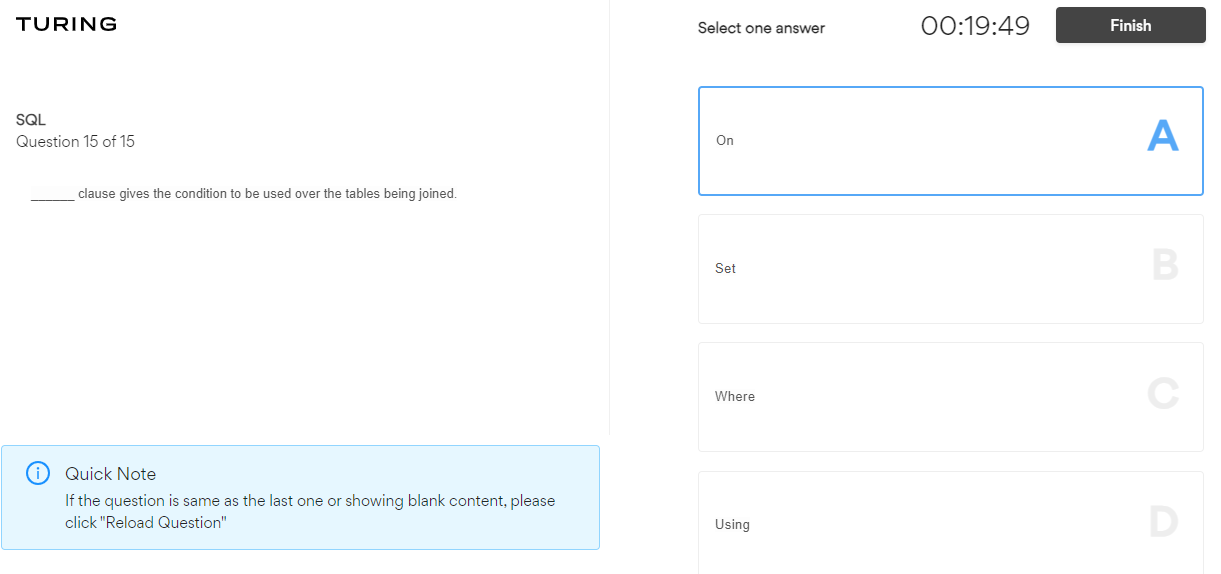 TURING
Select one answer
00:19:49
Finish
SQL
Question 15 of 15
______ clause gives the condition to be used over the tables being joined.
On
A
Set
B
Where
C
Using
D
Quick Note
If the question is same as the last one or showing blank content, please
click "Reload Question"